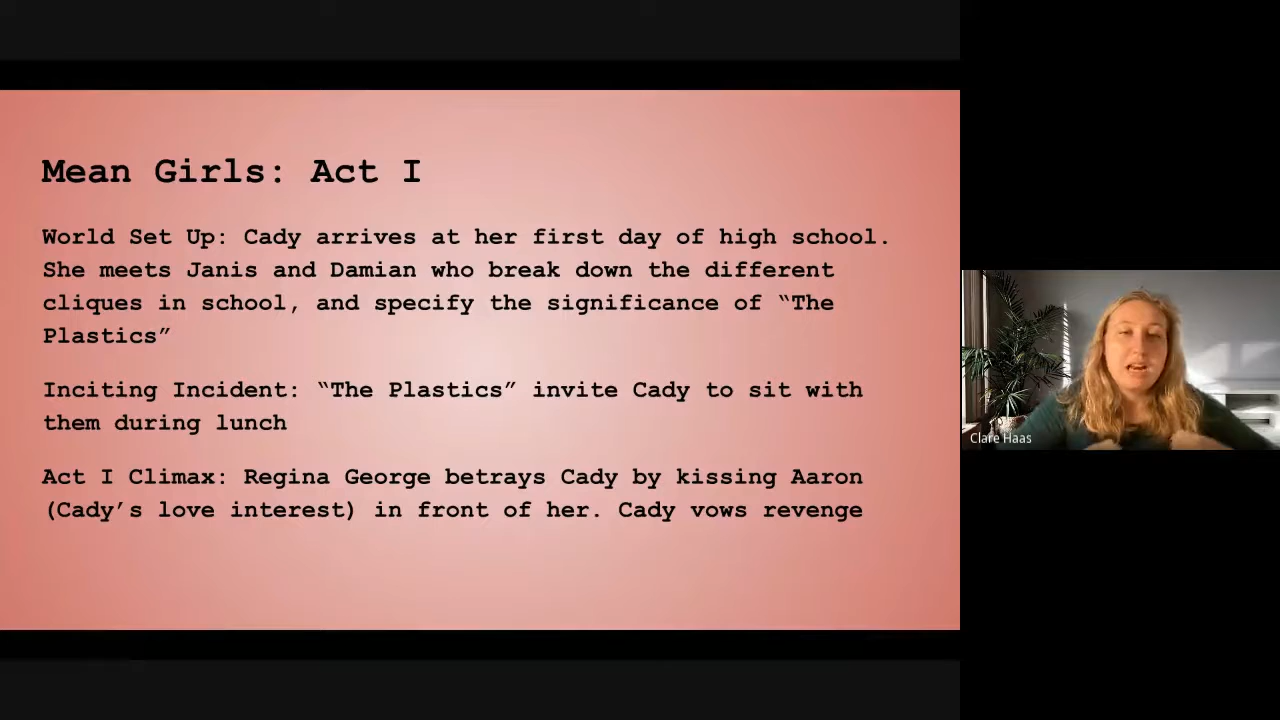 Mean Girls: Act I
World Set Up: Cady arrives at her first day of high school.
She meets Janis and Damian who break down the different
cliques in school, and specify the significance of “The
Plastics”
Inciting Incident: “The Plastics” invite Cady to sit with
them during lunch
Act I Climax: Regina George betrays Cady by kissing Aaron
(Cady’s love interest) in front of her. Cady vows revenge
Clare Haas